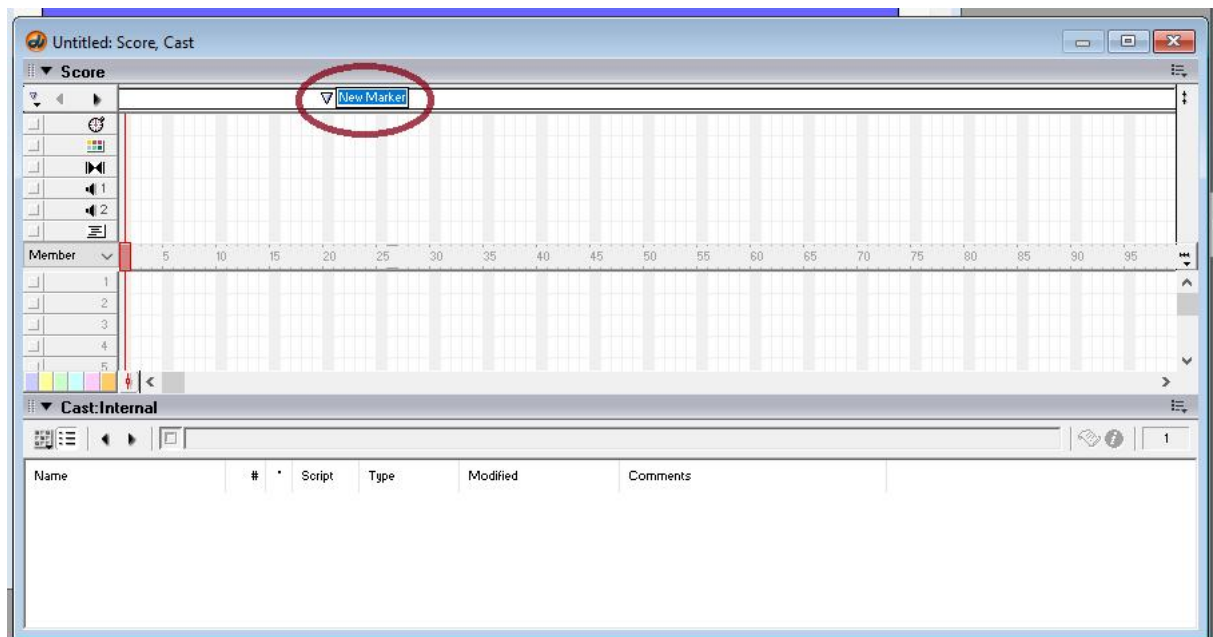 Untitled: Score, Cast
Score
New Marker
1
2
Member
5 10 15 20 25 30 35 40 45 50 55 60 65 70 75 80 85 90 95
1
2
3
4
5
Cast:Internal
1
Name # * Script Type Modified Comments